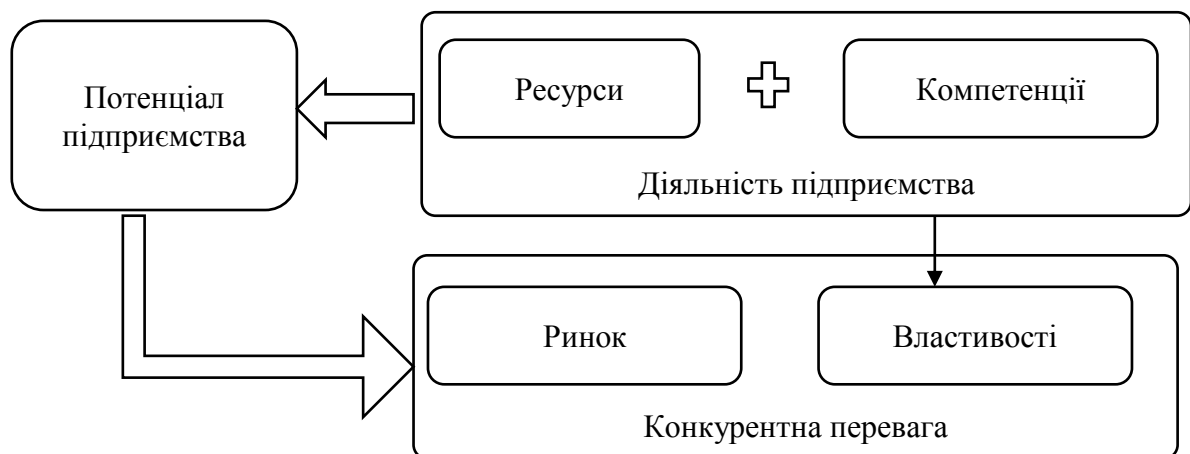 Потенціал
підприємства
Ресурси
Компетенції
Діяльність підприємства
Ринок
Властивості
Конкурентна перевага